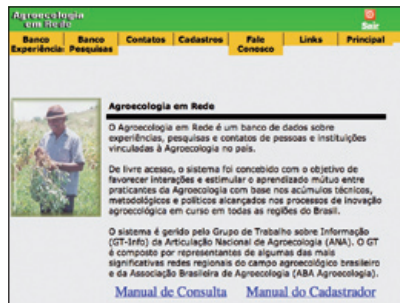 Agroecologia
em Rede
Sair
Banco Experiência: Banco Pesquisas Contatos Cadastros Fale Conosco Links Principal
Agroecologia em Rede
O Agroecologia em Rede é um banco de dados sobre
experiências, pesquisas e contatos de pessoas e instituições
vinculadas à Agroecologia no país.
De livre acesso, o sistema foi concebido com o objetivo de
favorecer interações e estimular o aprendizado mútuo entre
praticantes da Agroecologia com base nos acúmulos técnicos,
metodológicos e políticos alcançados nos processos de inovação
agroecológica em curso em todas as regiões do Brasil.
O sistema é gerido pelo Grupo de Trabalho sobre Informação
(GT-Info) da Articulação Nacional de Agroecologia (ANA). O GT
é composto por representantes de algumas das mais
significativas redes regionais do campo agroecológico brasileiro
e da Associação Brasileira de Agroecologia (ABA Agroecologia).
Manual de Consulta Manual do Cadastrador